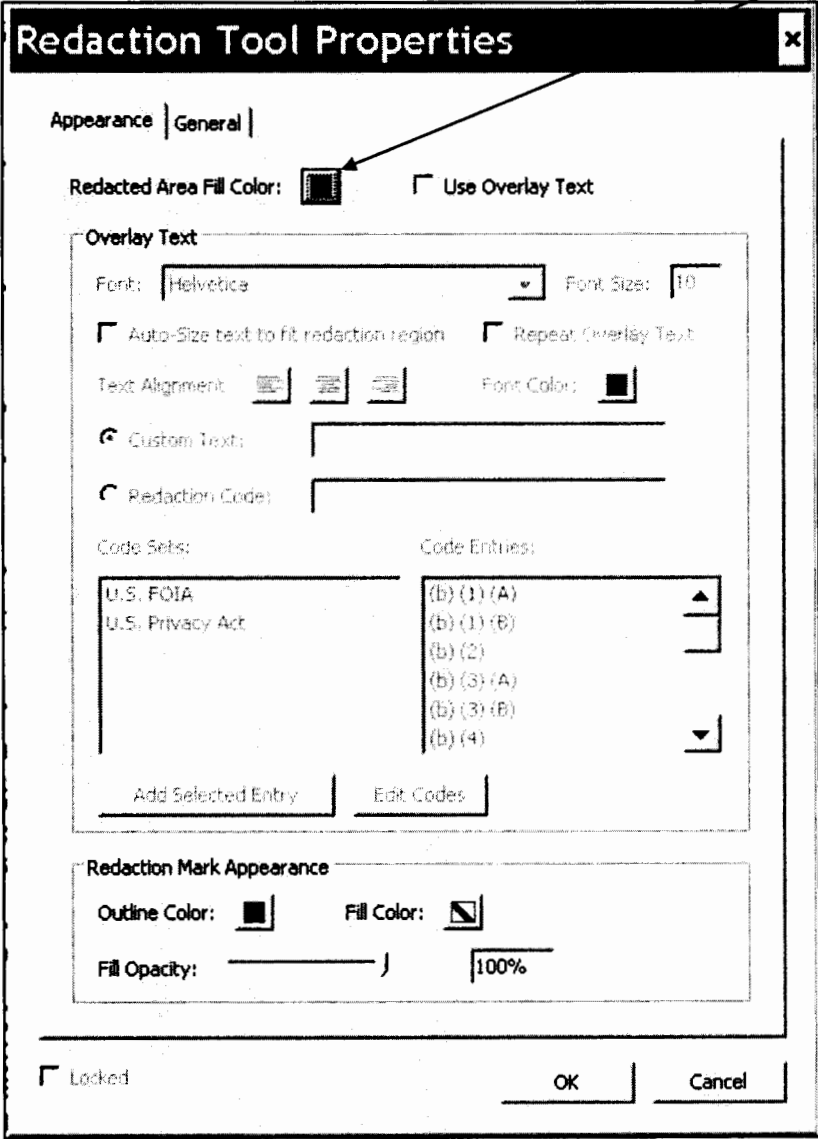 Redaction Tool Properties
Appearance General
Redacted Area Fill Color: Use Overlay Text
Overlay Text
Font: Helvetica Font Size: 10
Auto-Size text to fit redaction region Repeat Overlay Text
Text Alignment Font Color:
Custom Text:
Redaction Code:
Code Sets: Code Entries:
U.S. FOIA (b) (1) (A)
U.S. Privacy Act (b) (1) (B)
(b) (2)
(b) (3) (A)
(b) (3) (B)
(b) (4)
Add Selected Entry Edit Codes
Redaction Mark Appearance
Outline Color: Fill Color:
Fill Opacity: 100%
Locked OK Cancel